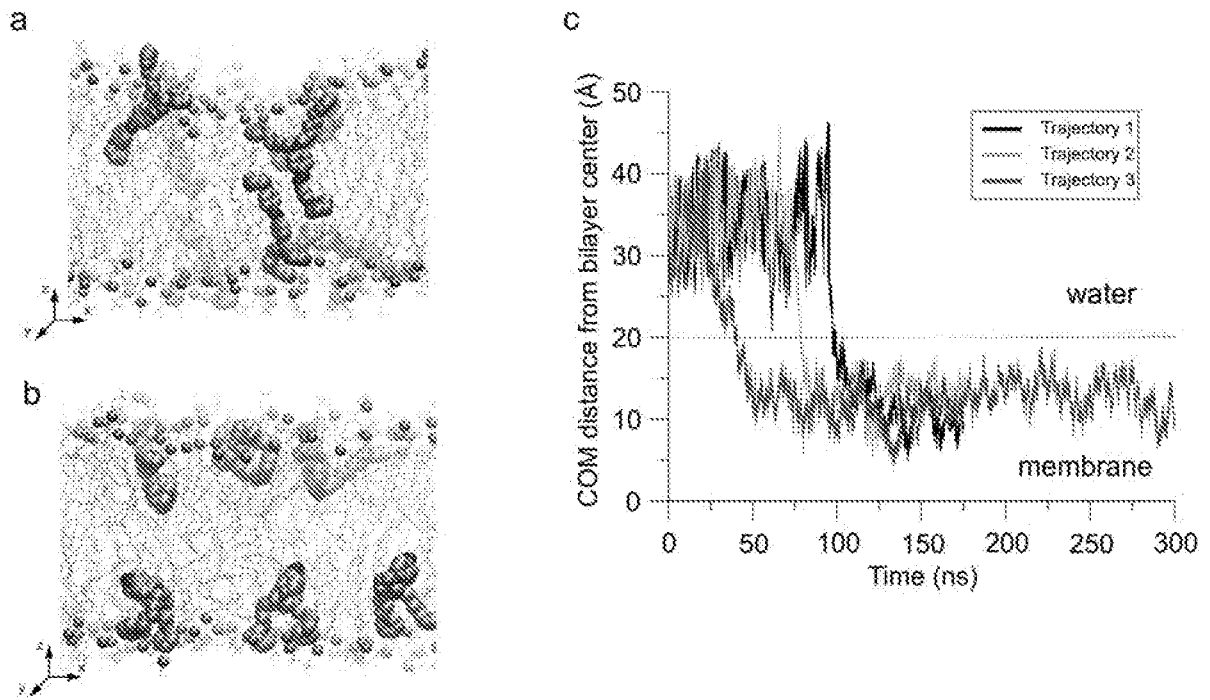 a
z
x
y
b
z
x
y
c
COM distance from bilayer center (Å)
50
40
30
20
10
0
Trajectory 1
Trajectory 2
Trajectory 3
water
membrane
0 50 100 150 200 250 300
Time (ns)